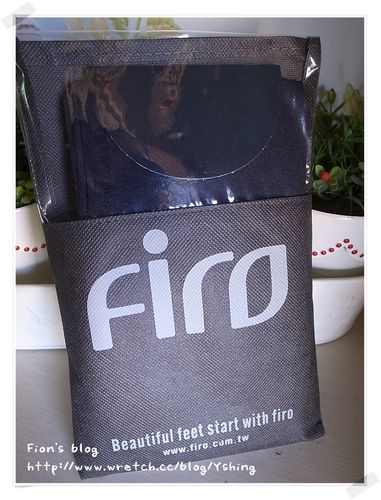 firo
Beautiful feet start with firo
www.firo.com.tw
Fion's blog
http://www.wretch.cc/blog/Yshing